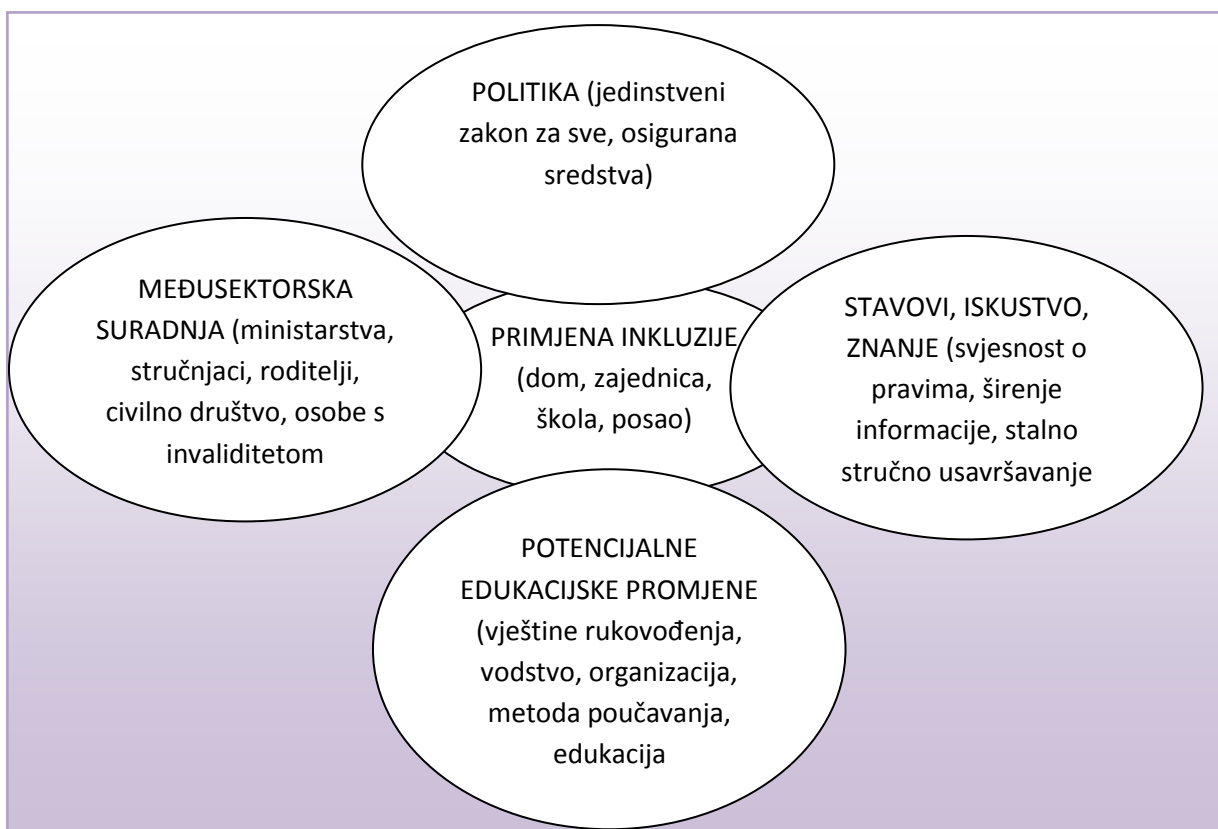 POLITIKA (jedinstveni
zakon za sve, osigurana
sredstva)
MEĐUSEKTORSKA
SURADNJA (ministarstva,
stručnjaci, roditelji,
civilno društvo, osobe s
invaliditetom
PRIMJENA INKLUZIJE
(dom, zajednica,
škola, posao)
STAVOVI, ISKUSTVO,
ZNANJE (svjesnost o
pravima, širenje
informacije, stalno
stručno usavršavanje
POTENCIJALNE
EDUKACIJSKE PROMJENE
(vještine rukovođenja,
vodstvo, organizacija,
metoda poučavanja,
edukacija